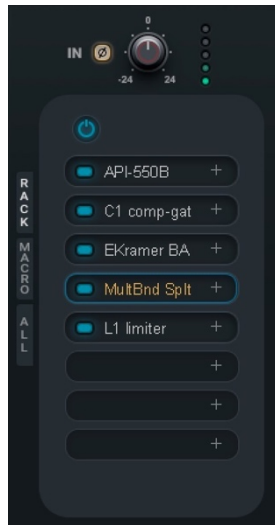 0
IN Ø
-24 24
RACK
MACRO
ALL
API-550B +
C1 comp-gat +
EKramer BA +
MultBnd Splt +
L1 limiter +
+
+
+